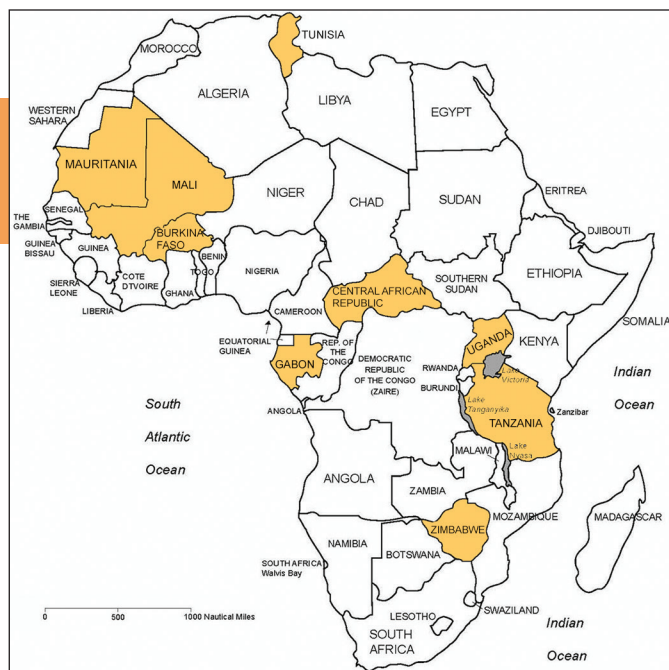 TUNISIA
MOROCCO
ALGERIA
LIBYA
EGYPT
WESTERN
SAHARA
MAURITANIA
MALI
NIGER
CHAD
SUDAN
ERITREA
DJIBOUTI
SENEGAL
THE
GAMBIA
GUINEA
BISSAU
GUINEA
BURKINA
FASO
BENIN
TOGO
SIERRA
LEONE
LIBERIA
COTE
DTVOIRE
GHANA
NIGERIA
CAMEROON
CENTRAL AFRICAN
REPUBLIC
SOUTHERN
SUDAN
ETHIOPIA
SOMALIA
EQUATORIAL
GUINEA
GABON
REP. OF
THE
CONGO
DEMOCRATIC
REPUBLIC
OF THE CONGO
(ZAIRE)
UGANDA
KENYA
RWANDA
BURUNDI
Lake
Victoria
Lake
Tanganyika
TANZANIA
Zanzibar
Indian
Ocean
South
Atlantic
Ocean
ANGOLA
ANGOLA
MALAWI
Lake
Nyasa
ZAMBIA
MOZAMBIQUE
MADAGASCAR
ZIMBABWE
NAMIBIA
BOTSWANA
SOUTH AFRICA
Walvis Bay
SWAZILAND
LESOTHO
SOUTH
AFRICA
Indian
Ocean
0 500 1000 Nautical Miles